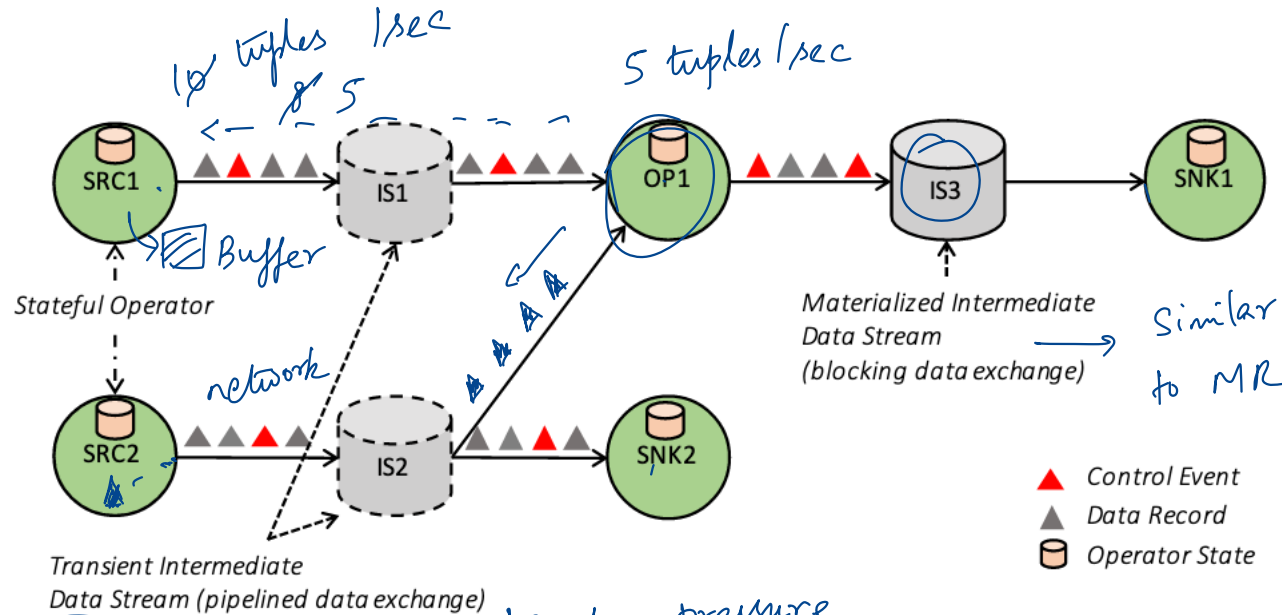 10 tuples /sec
8 5
5 tuples /sec
SRC1
IS1
OP1
IS3
SNK1
Buffer
Stateful Operator
Materialized Intermediate
Data Stream
(blocking data exchange)
Similar
to MR
network
SRC2
IS2
SNK2
Control Event
Data Record
Operator State
Transient Intermediate
Data Stream (pipelined data exchange)
pressure